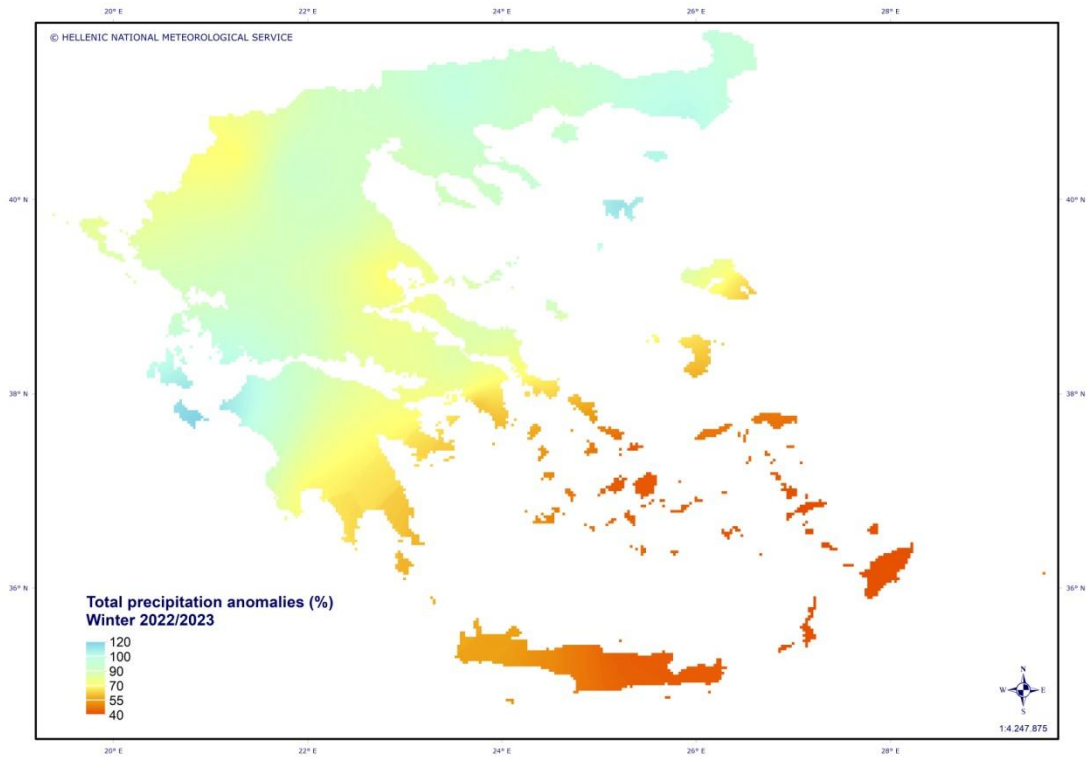 20° E 22° E 24° E 26° E 28° E
© HELLENIC NATIONAL METEOROLOGICAL SERVICE
40° N 40° N
38° N 38° N
36° N 36° N
Total precipitation anomalies (%)
Winter 2022/2023
120
100
90
70
55
40
N
W E
S
1:4.247.875
20° E 22° E 24° E 26° E 28° E